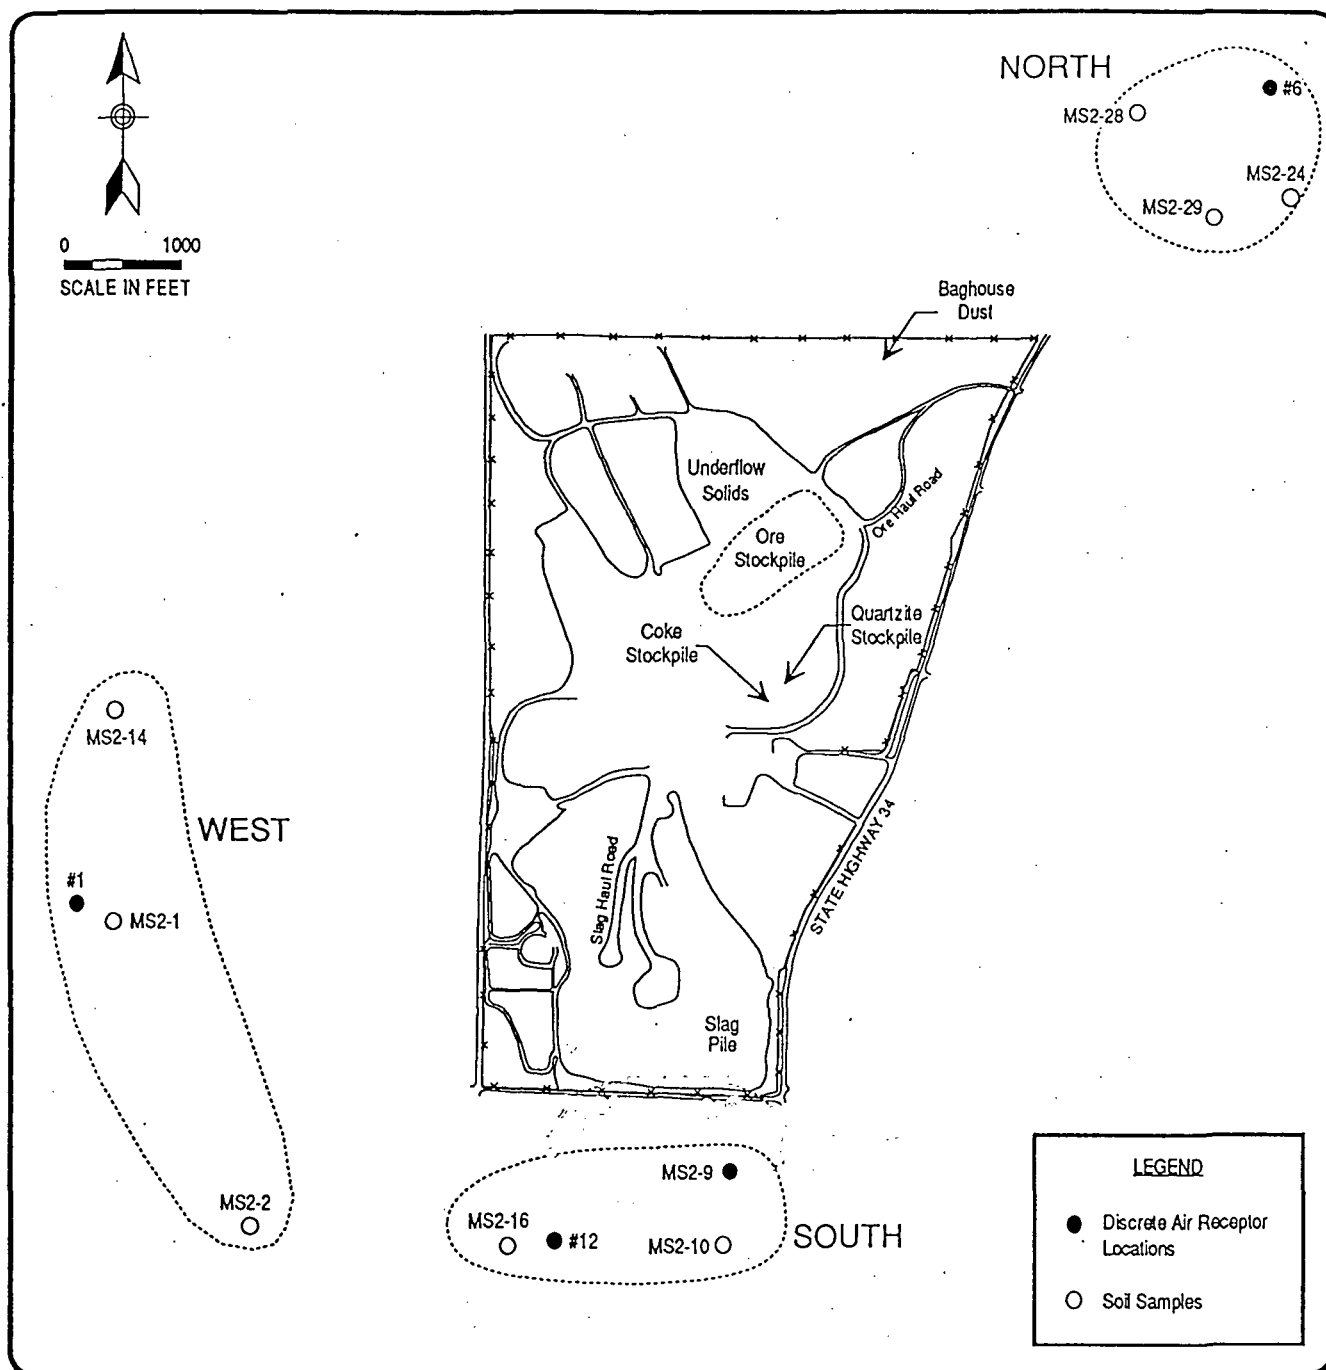 NORTH
#6
MS2-28
MS2-24
MS2-29
0 1000
SCALE IN FEET
Baghouse
Dust
Underflow
Solids
Ore Haul Road
Ore
Stockpile
Quartzite
Stockpile
Coke
Stockpile
MS2-14
WEST
#1
MS2-1
Slag Haul Road
STATE HIGHWAY 34
Slag
Pile
MS2-2
MS2-9
MS2-16
#12
MS2-10
SOUTH
LEGEND
Discrete Air Receptor
Locations
Soil Samples